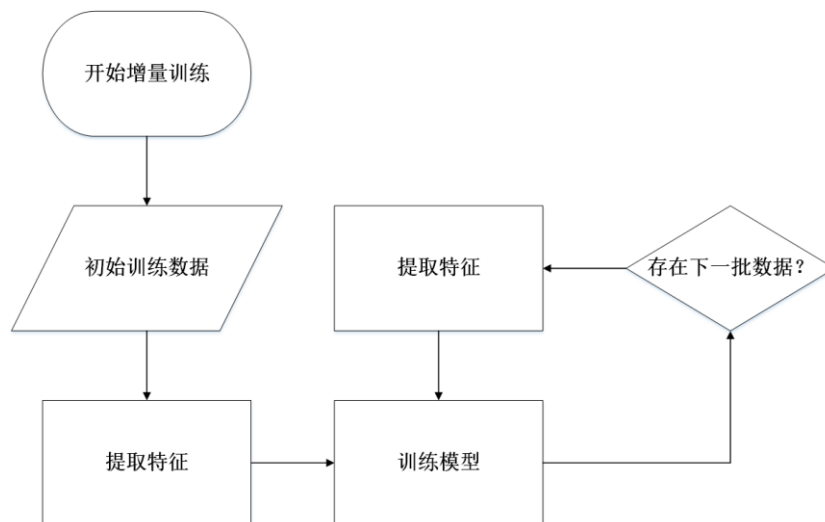 开始增量训练
初始训练数据
提取特征
存在下一批数据？
提取特征
训练模型